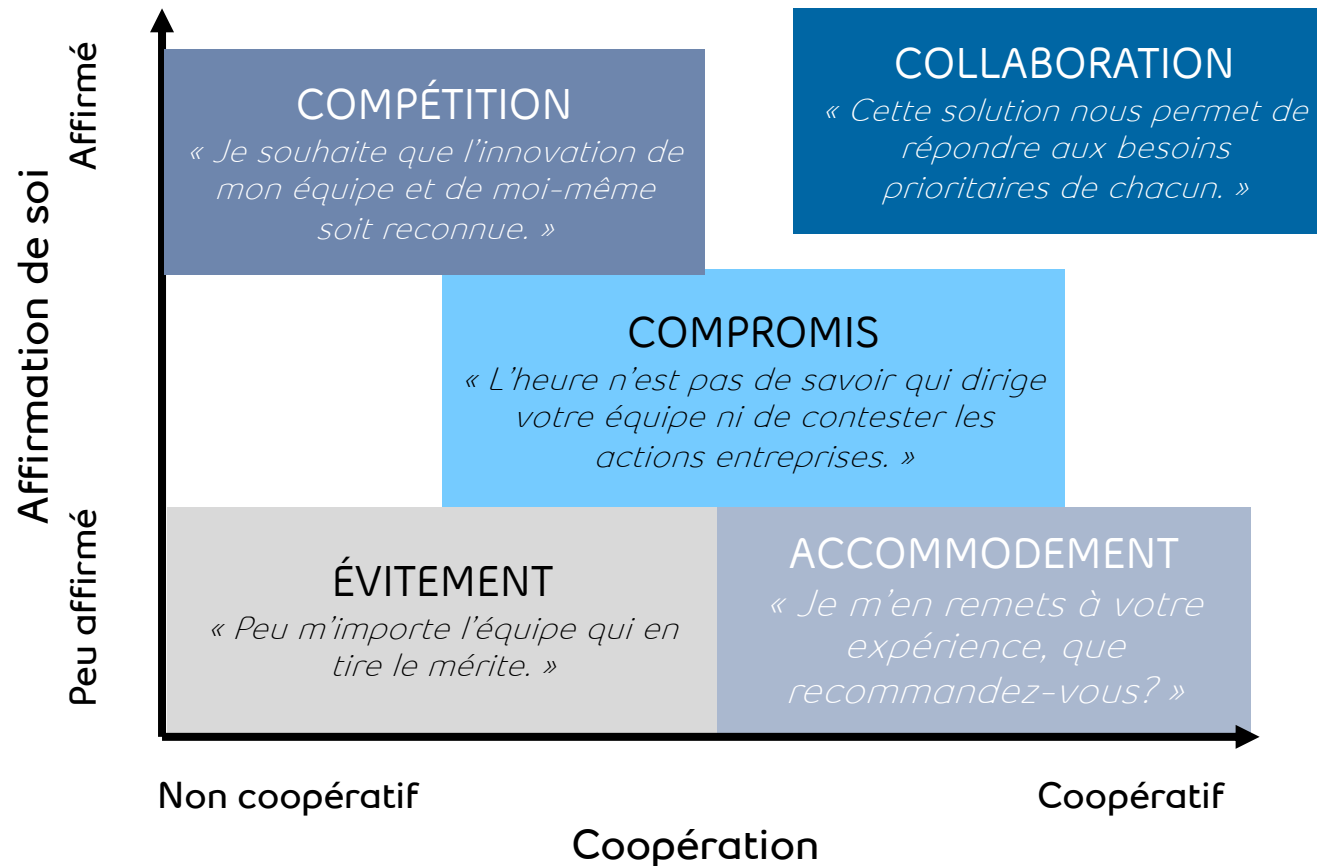 Affirmation de soi
Affirmé
Peu affirmé
COMPÉTITION
« Je souhaite que l’innovation de
mon équipe et de moi-même
soit reconnue. »
COLLABORATION
« Cette solution nous permet de
répondre aux besoins
prioritaires de chacun. »
COMPROMIS
« L’heure n’est pas de savoir qui dirige
votre équipe ni de contester les
actions entreprises. »
ÉVITEMENT
« Peu m’importe l’équipe qui en
tire le mérite. »
ACCOMMODEMENT
« Je m’en remets à votre
expérience, que
recommandez-vous? »
Non coopératif
Coopératif
Coopération